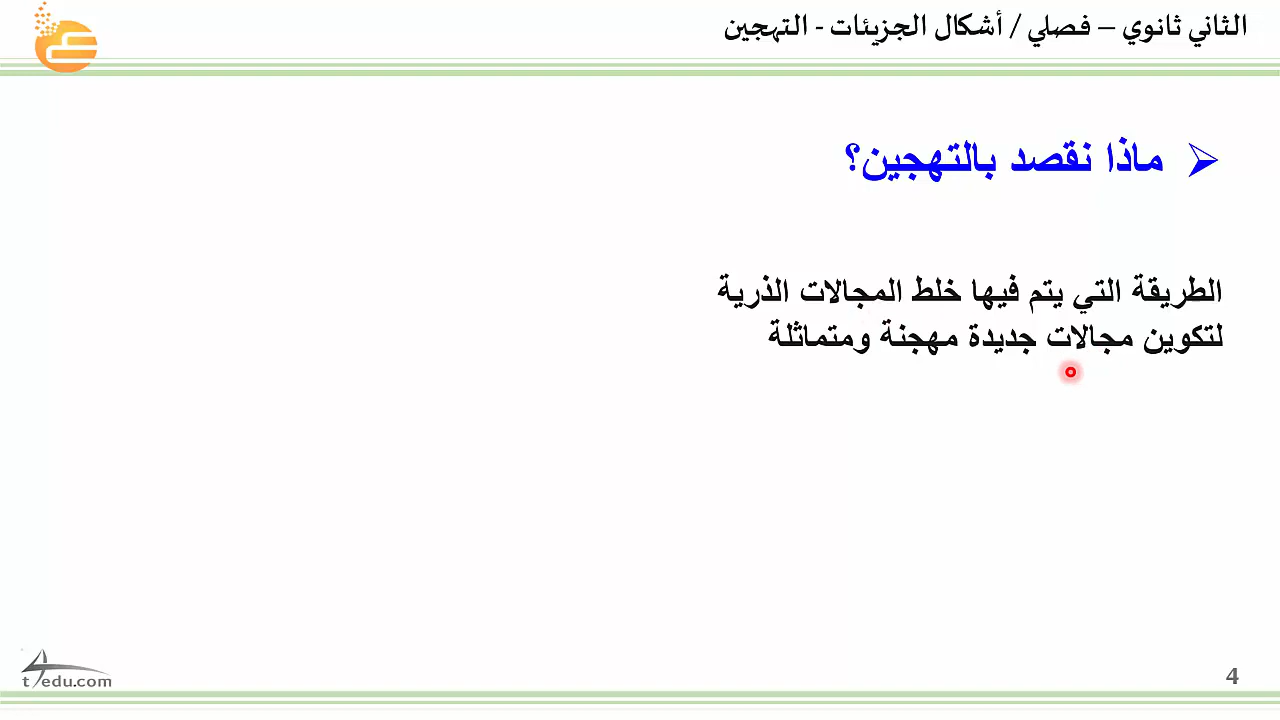 الثاني ثانوي – فصلي / أشكال الجزيئات - التهجين
ماذا نقصد بالتهجين؟
الطريقة التي يتم فيها خلط المجالات الذرية
لتكوين مجالات جديدة مهجنة ومتماثلة
t4edu.com
4